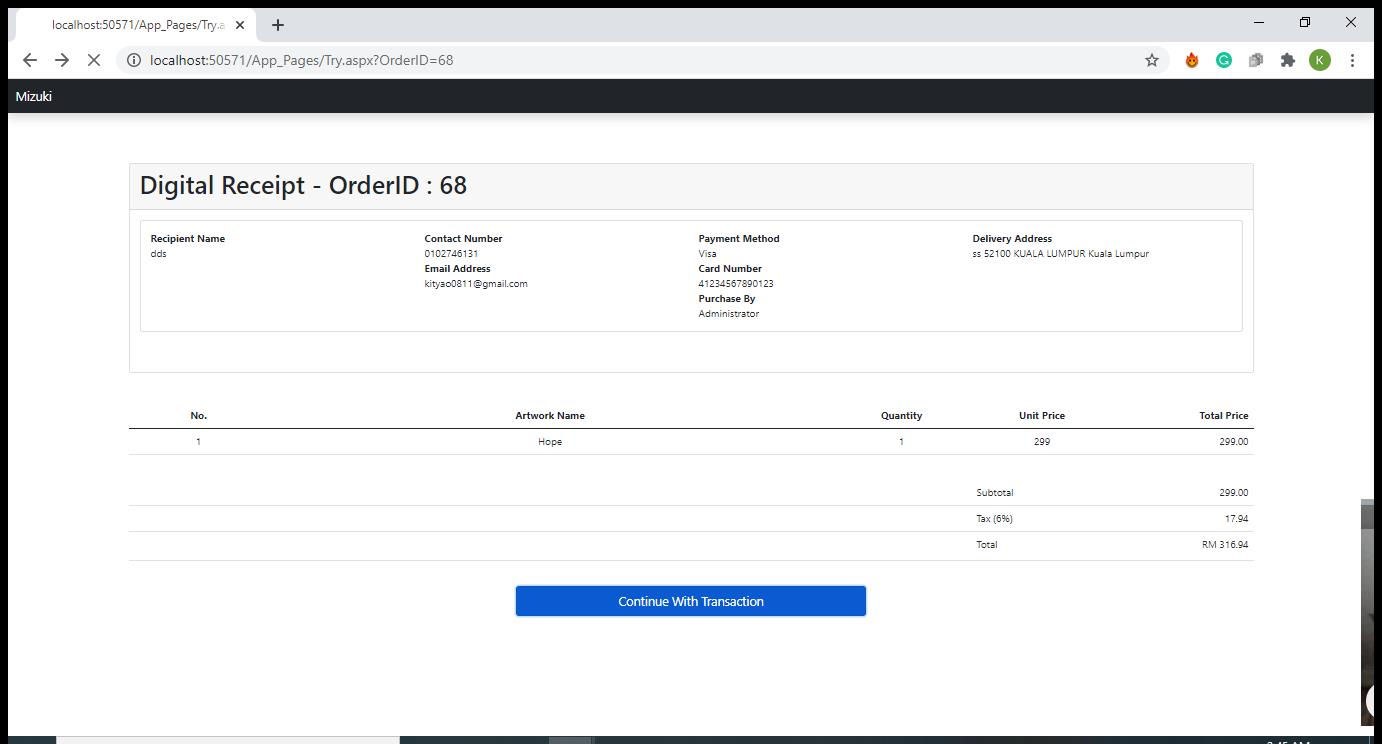 localhost:50571/App_Pages/Try.a
localhost:50571/App_Pages/Try.aspx?OrderID=68
K
Mizuki
Digital Receipt - OrderID : 68
Recipient Name
dds
Contact Number
0102746131
Email Address
kityao0811@gmail.com
Payment Method
Visa
Card Number
41234567890123
Purchase By
Administrator
Delivery Address
ss 52100 KUALA LUMPUR Kuala Lumpur
No. Artwork Name Quantity Unit Price Total Price
1 Hope 1 299 299.00
Subtotal 299.00
Tax (6%) 17.94
Total RM 316.94
Continue With Transaction